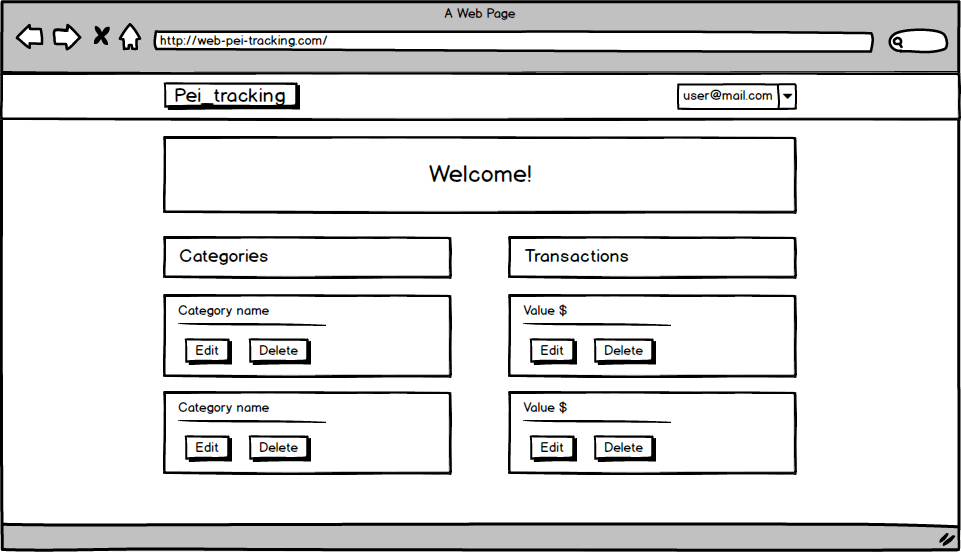 A Web Page
http://web-pei-tracking.com/
Pei_tracking
user@mail.com
Welcome!
Categories
Transactions
Category name
Value $
Edit Delete
Edit Delete
Category name
Value $
Edit Delete
Edit Delete